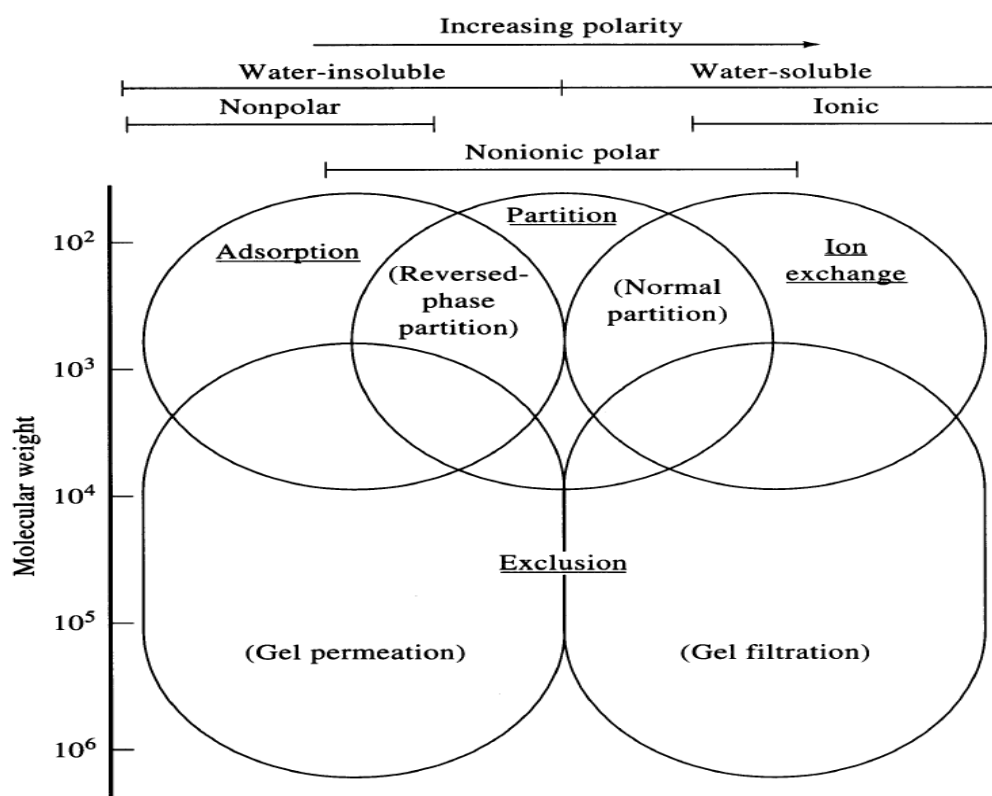 Increasing polarity
Water-insoluble
Water-soluble
Nonpolar
Ionic
Nonionic polar
Partition
Adsorption
Ion
exchange
(Reversed-
phase
partition)
(Normal
partition)
10²
10³
10⁴
10⁵
10⁶
Molecular weight
Exclusion
(Gel permeation)
(Gel filtration)